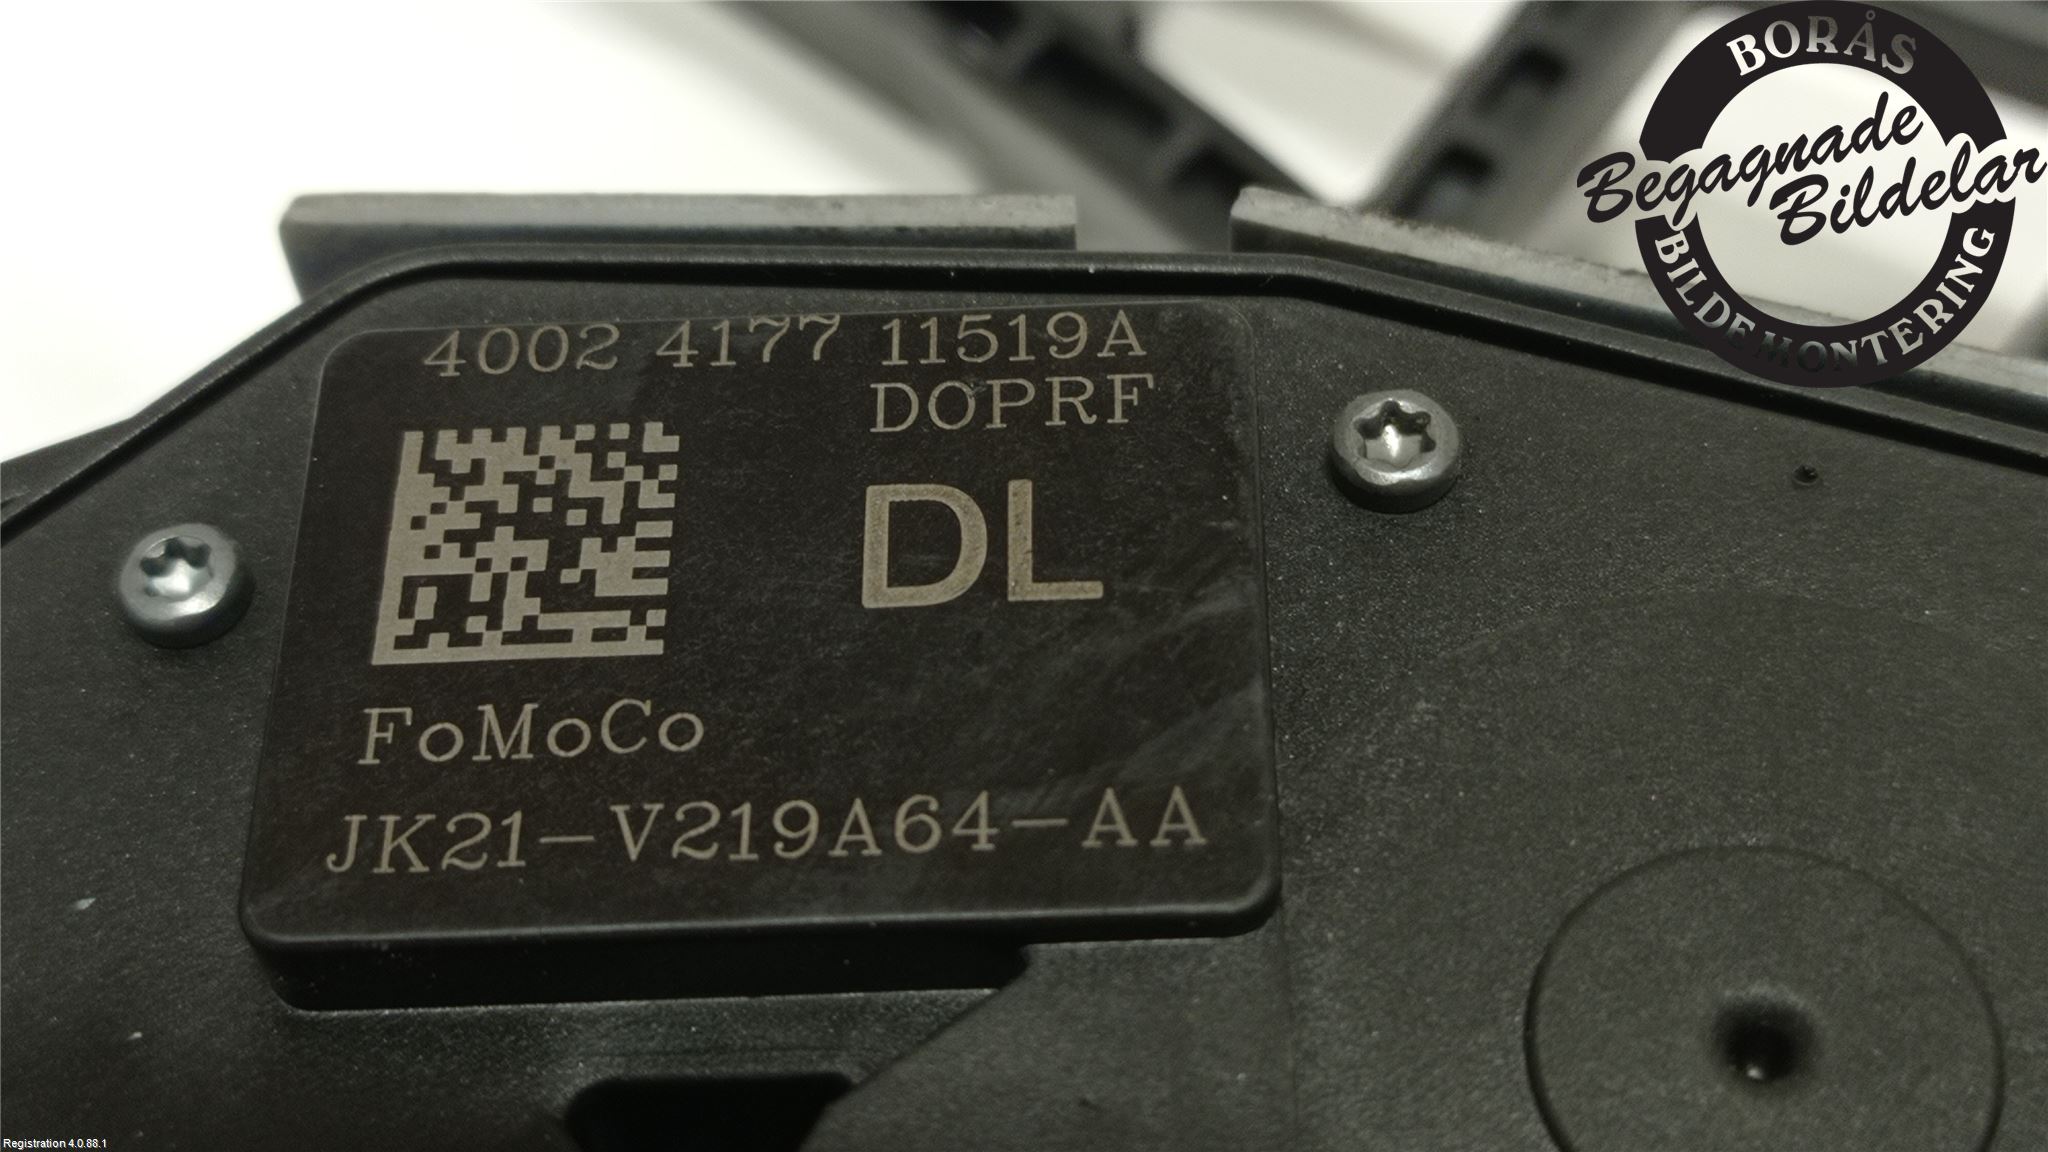 BORÅS
Begagnade
Bildelar
BILDEMONTERING
4002 4177 11519A
DOPRF
DL
FoMoCo
JK21-V219A64-AA
Registration 4.0.88.1